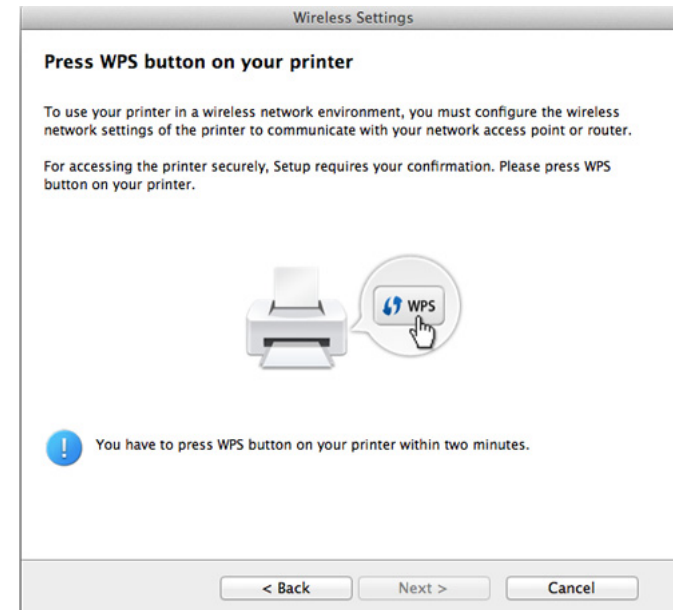 Wireless Settings
Press WPS button on your printer
To use your printer in a wireless network environment, you must configure the wireless
network settings of the printer to communicate with your network access point or router.
For accessing the printer securely, Setup requires your confirmation. Please press WPS
button on your printer.
WPS
You have to press WPS button on your printer within two minutes.
< Back
Next >
Cancel